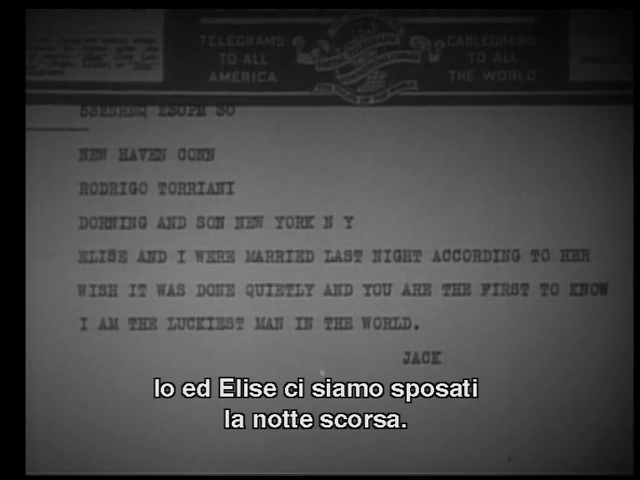 TELEGRAMS
TO ALL
AMERICA
CABLEGRAMS
TO ALL
THE WORLD
NEW HAVEN CONN
RODRIGO TORRIANI
DORNING AND SON NEW YORK N Y
ELISE AND I WERE MARRIED LAST NIGHT ACCORDING TO HER
WISH IT WAS DONE QUIETLY AND YOU ARE THE FIRST TO KNOW
I AM THE LUCKIEST MAN IN THE WORLD.
JACK
Io ed Elise ci siamo sposati
la notte scorsa.